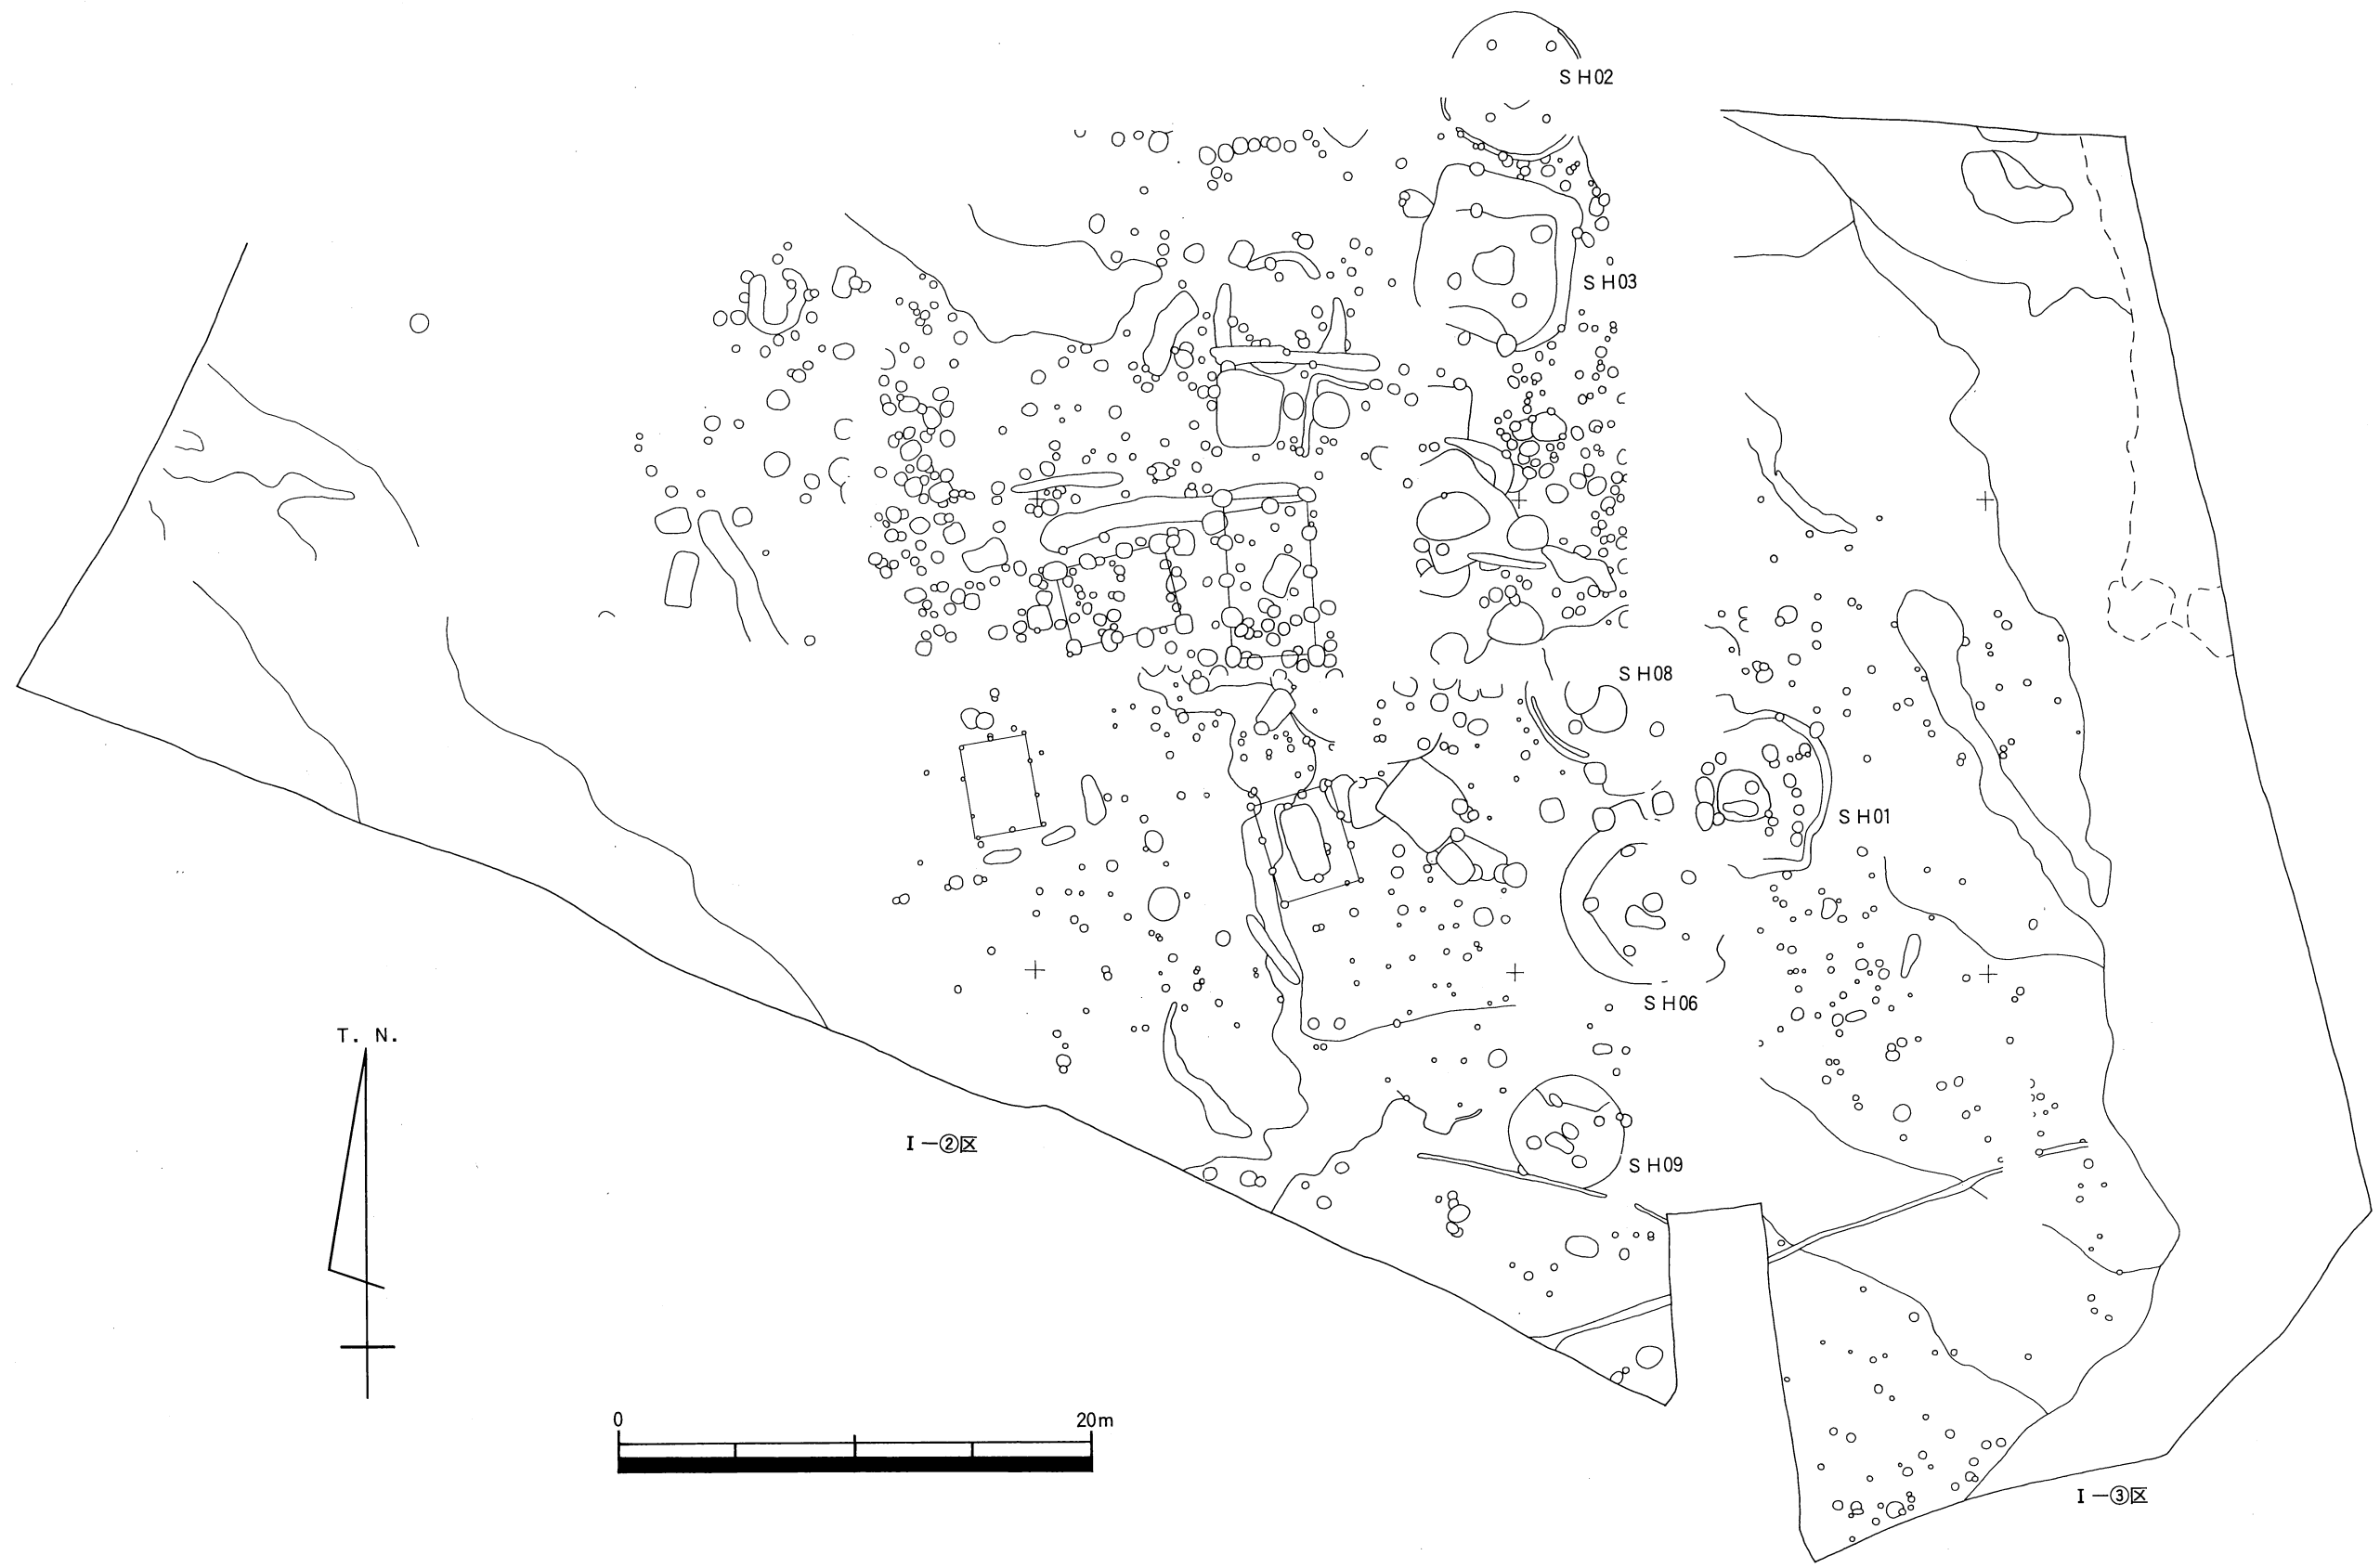 SH02
SH03
SH08
SH01
SH06
T. N.
I-②区
SH09
0 20m
I-③区